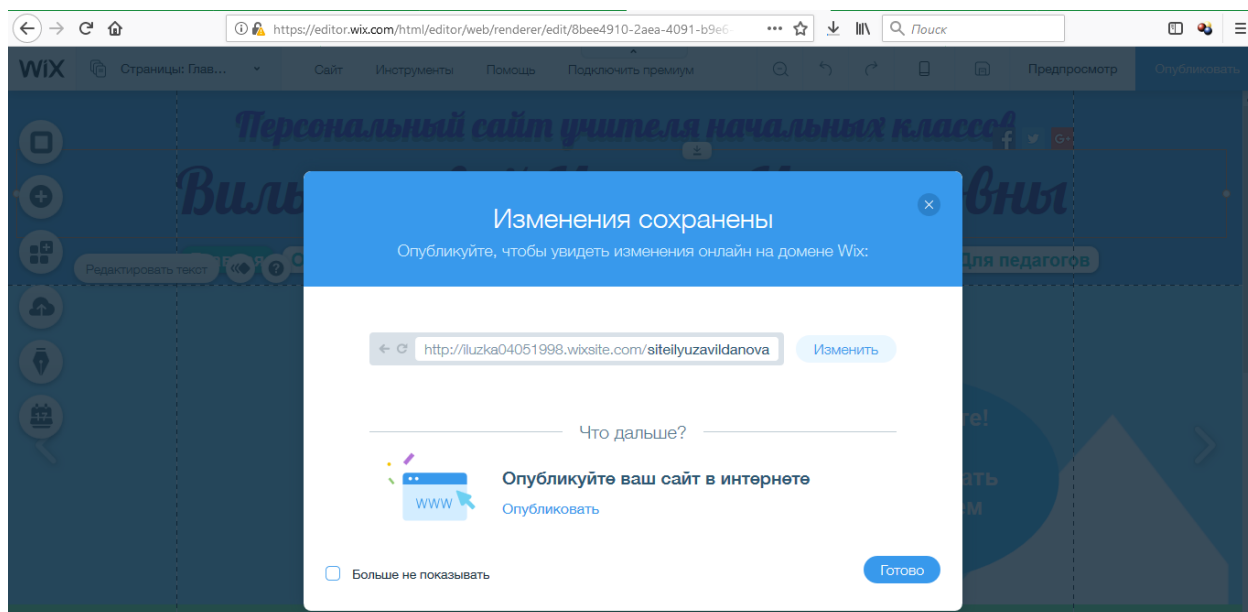 https://editor.wix.com/html/editor/web/renderer/edit/8bee4910-2aea-4091-b9e6-
Поиск
WiX Страницы: Глав... Сайт Инструменты Помощь Подключить премиум Предпросмотр Опубликовать
Персональный сайт учителя начальных классов
Изменения сохранены
Опубликуйте, чтобы увидеть изменения онлайн на домене Wix:
Редактировать текст
Для педагогов
http://iluzka04051998.wixsite.com/siteilyuzavildanova Изменить
Что дальше?
www
Опубликуйте ваш сайт в интернете
Опубликовать
Больше не показывать
Готово